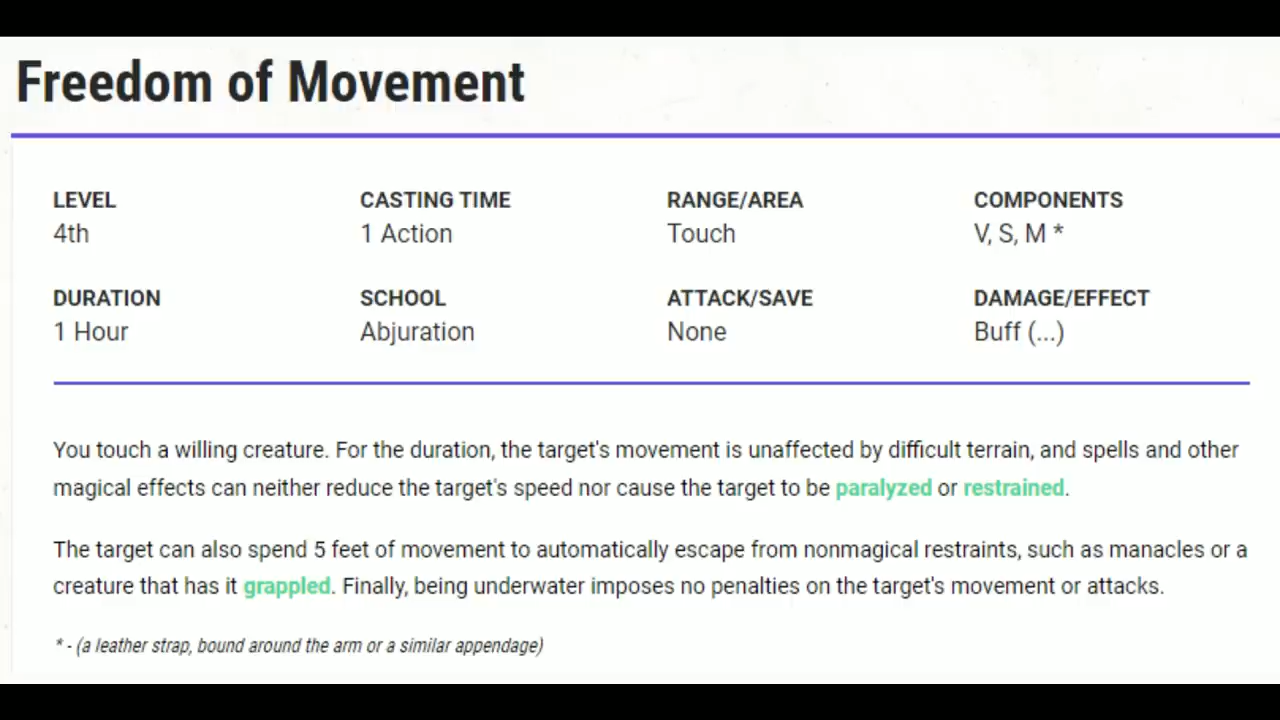 Freedom of Movement
LEVEL CASTING TIME RANGE/AREA COMPONENTS
4th 1 Action Touch V, S, M *
DURATION SCHOOL ATTACK/SAVE DAMAGE/EFFECT
1 Hour Abjuration None Buff (...)
You touch a willing creature. For the duration, the target's movement is unaffected by difficult terrain, and spells and other
magical effects can neither reduce the target's speed nor cause the target to be paralyzed or restrained.
The target can also spend 5 feet of movement to automatically escape from nonmagical restraints, such as manacles or a
creature that has it grappled. Finally, being underwater imposes no penalties on the target's movement or attacks.
* - (a leather strap, bound around the arm or a similar appendage)